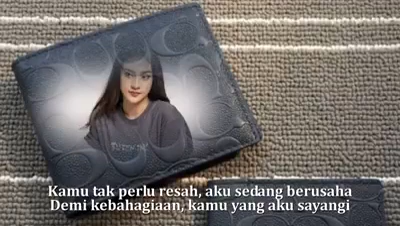 Kamu tak perlu resah, aku sedang berusaha
Demi kebahagiaan, kamu yang aku sayangi